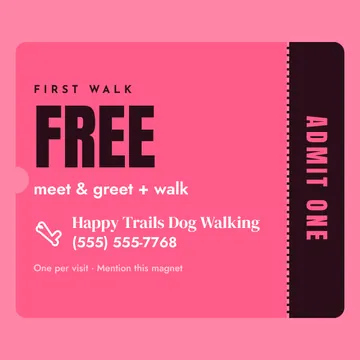 FIRST WALK
FREE
meet & greet + walk
Happy Trails Dog Walking
(555) 555-7768
One per visit · Mention this magnet
ADMIT ONE